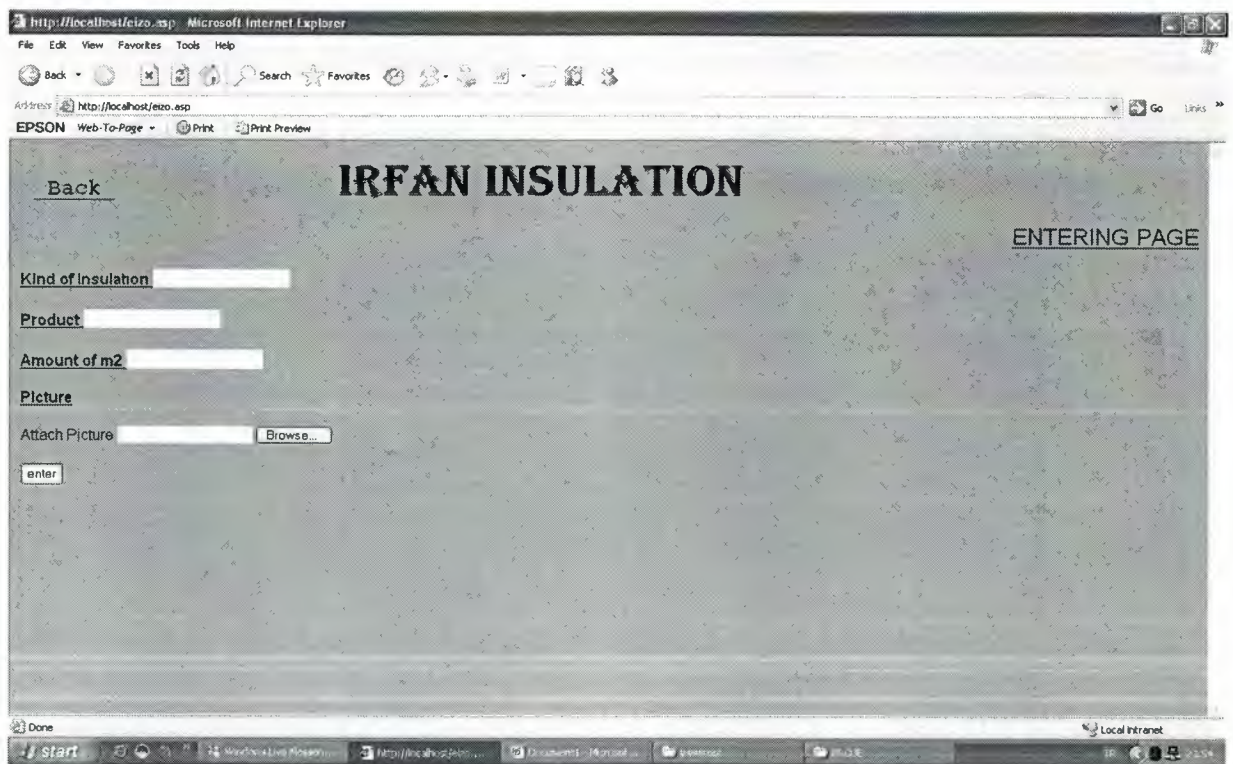 http://localhost/eizo.asp Microsoft Internet Explorer
File Edit View Favorites Tools Help
Back Search Favorites
Address http://localhost/eizo.asp Go Links »
EPSON Web-To-Page Print Print Preview
Back
IRFAN INSULATION
ENTERING PAGE
Kind of Insulation
Product
Amount of m2
Picture
Attach Picture Browse...
enter
Done
Local intranet
start